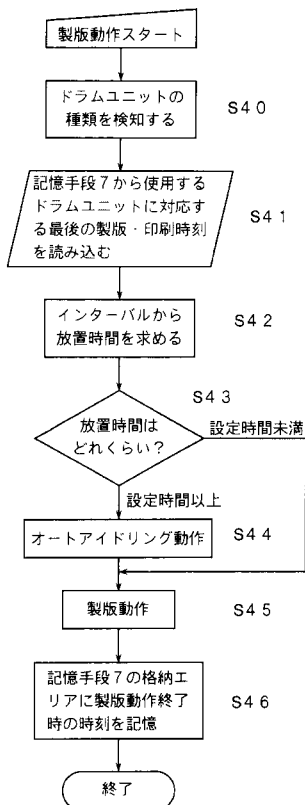 製版動作スタート
ドラムユニットの
種類を検知する
S40
記憶手段7から使用する
ドラムユニットに対応す
る最後の製版・印刷時刻
を読み込む
S41
インターバルから
放置時間を求める
S42
S43
放置時間は
どれくらい?
設定時間未満
設定時間以上
オートアイドリング動作
S44
製版動作
S45
記憶手段7の格納エ
リアに製版動作終了
時の時刻を記憶
S46
終了